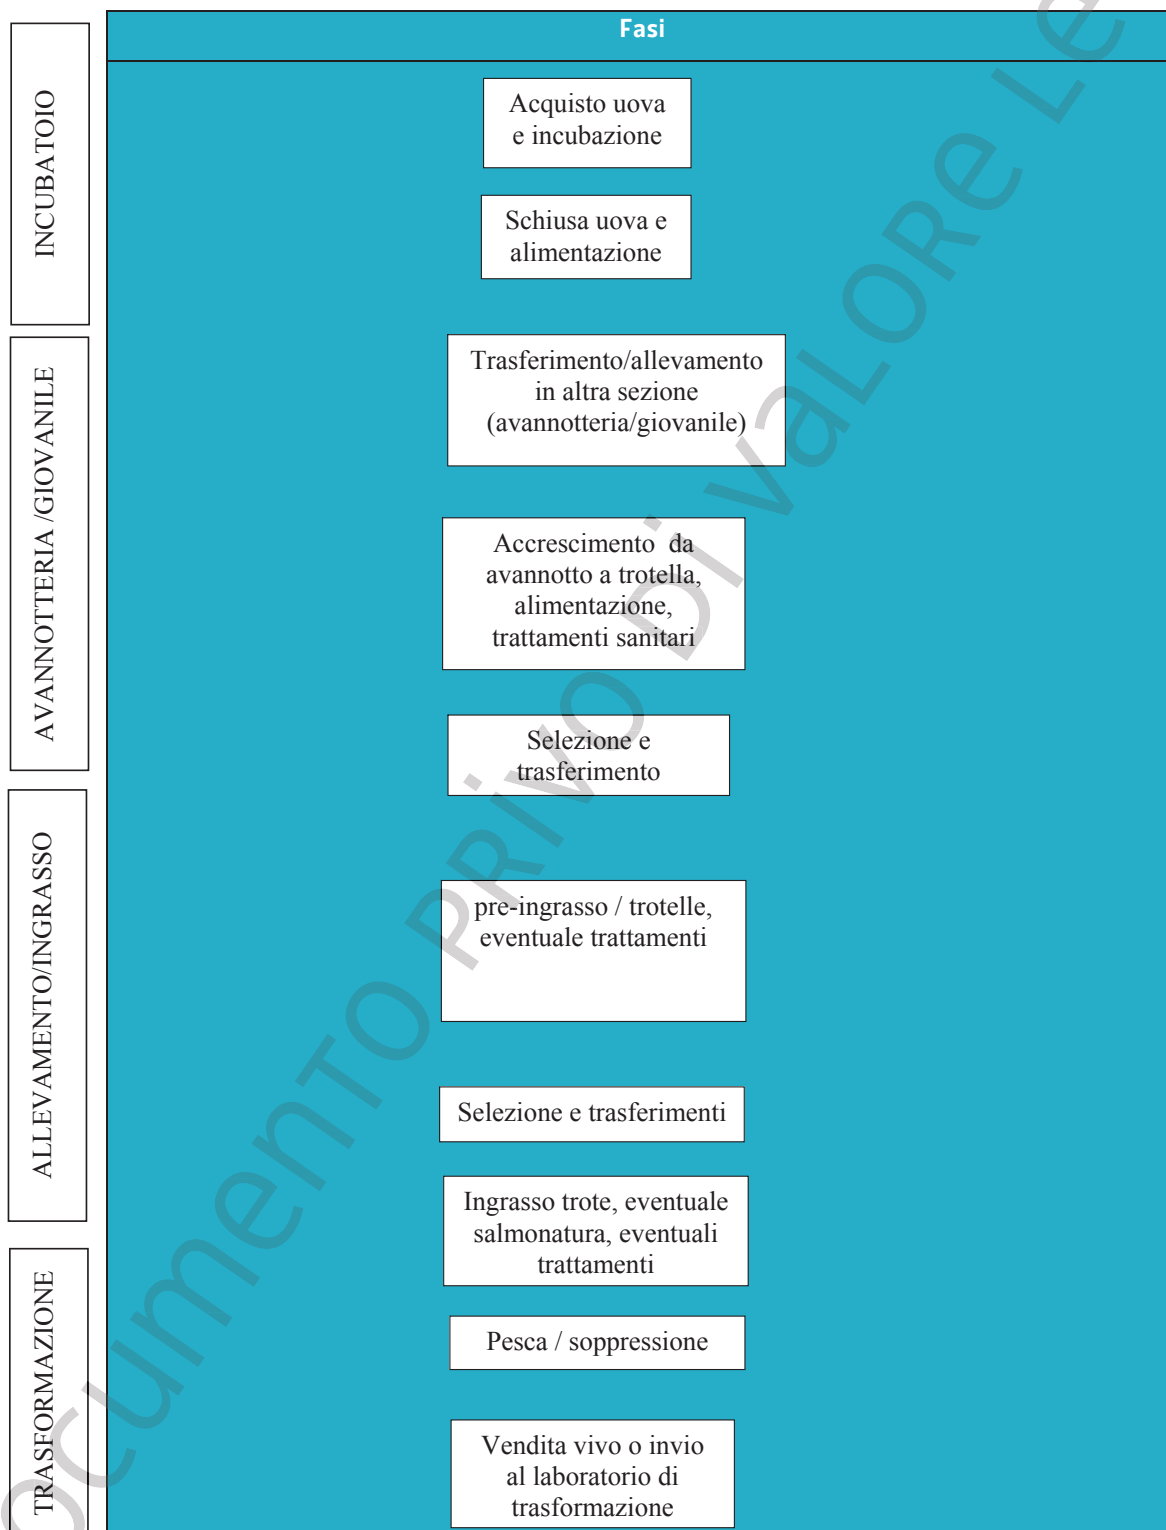 Fasi
INCUBATOIO
Acquisto uova
e incubazione
Schiusa uova e
alimentazione
AVANNOTTERIA /GIOVANILE
Trasferimento/allevamento
in altra sezione
(avannotteria/giovanile)
Accrescimento da
avannotto a trotella,
alimentazione,
trattamenti sanitari
Selezione e
trasferimento
ALLEVAMENTO/INGRASSO
pre-ingrasso / trotelle,
eventuale trattamenti
Selezione e trasferimenti
Ingrasso trote, eventuale
salmonatura, eventuali
trattamenti
TRASFORMAZIONE
Pesca / soppressione
Vendita vivo o invio
al laboratorio di
trasformazione
ocumenTO PRivo Di vaLORe Le